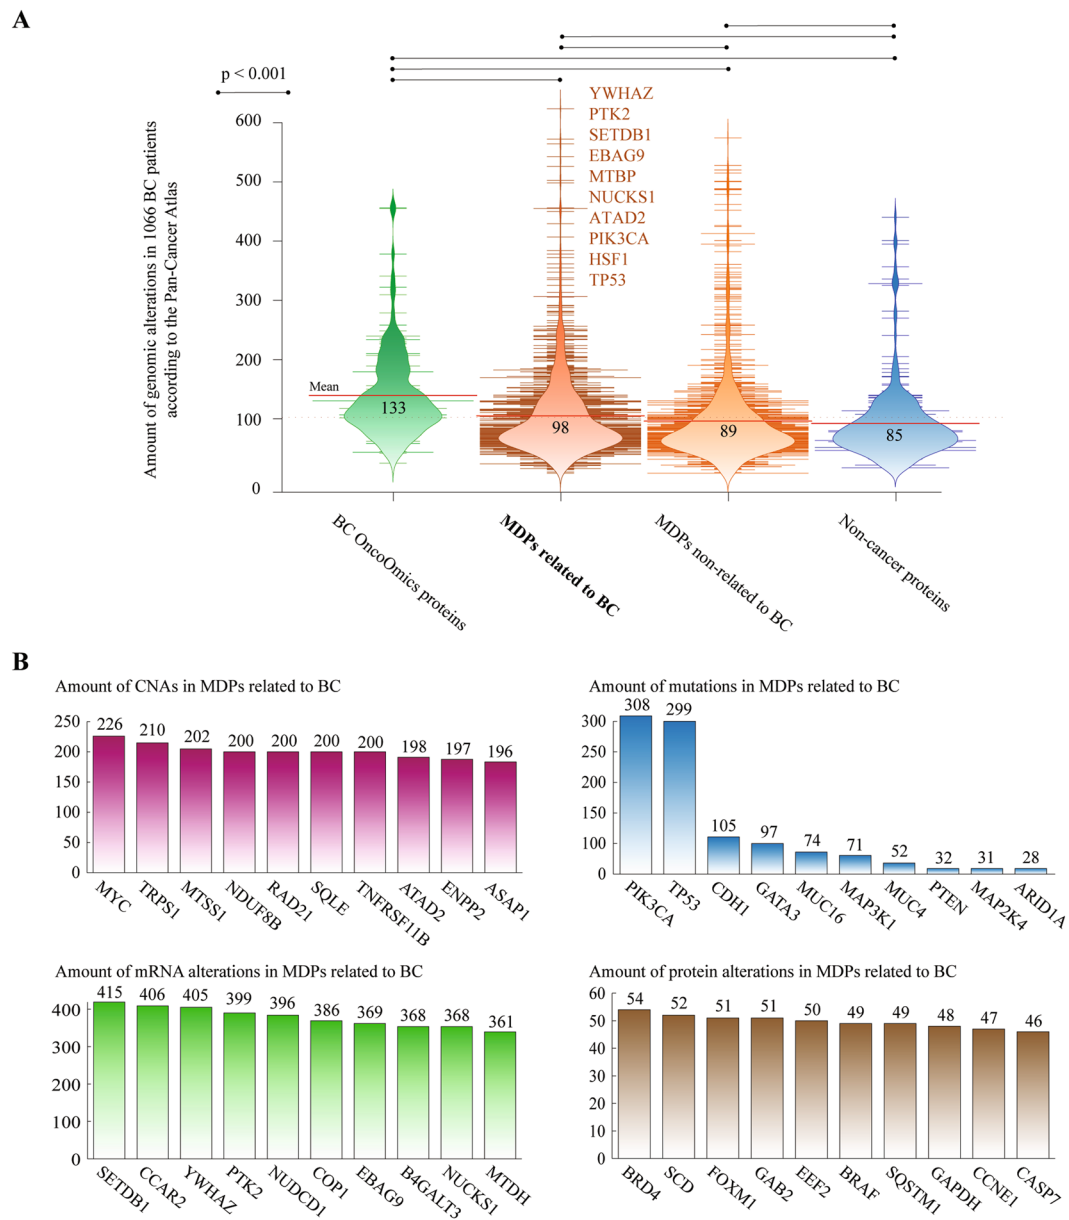 A
p < 0.001
YWHAZ
PTK2
SETDB1
EBAG9
MTBP
NUCKS1
ATAD2
PIK3CA
HSF1
TP53
Amount of genomic alterations in 1066 BC patients
according to the Pan-Cancer Atlas
600
500
400
300
200
100
0
Mean
133
98
89
85
BC OncoOmics proteins
MDPs related to BC
MDPs non-related to BC
Non-cancer proteins
B
Amount of CNAs in MDPs related to BC
250
200
150
100
50
0
226 210 202 200 200 200 200 198 197 196
MYC TRPS1 MTSS1 NDUF8B RAD21 SQLE TNFRSF11B ATAD2 ENPP2 ASAP1
Amount of mutations in MDPs related to BC
300
250
200
150
100
100
0
308 299 105 97 74 71 52 32 31 28
PIK3CA TP53 CDH1 GATA3 MUC16 MAP3K1 MUC4 PTEN MAP2K4 ARID1A
Amount of mRNA alterations in MDPs related to BC
400
300
200
100
0
415 406 405 399 396 386 369 368 368 361
SETDB1 CCAR2 YWHAZ PTK2 NUDCD1 COP1 EBAG9 B4GALT3 NUCKS1 MTDH
Amount of protein alterations in MDPs related to BC
60
50
40
30
20
10
0
54 52 51 51 50 49 49 48 47 46
BRD4 SCD FOXM1 GAB2 EEF2 BRAF SQSTM1 GAPDH CCNE1 CASP7